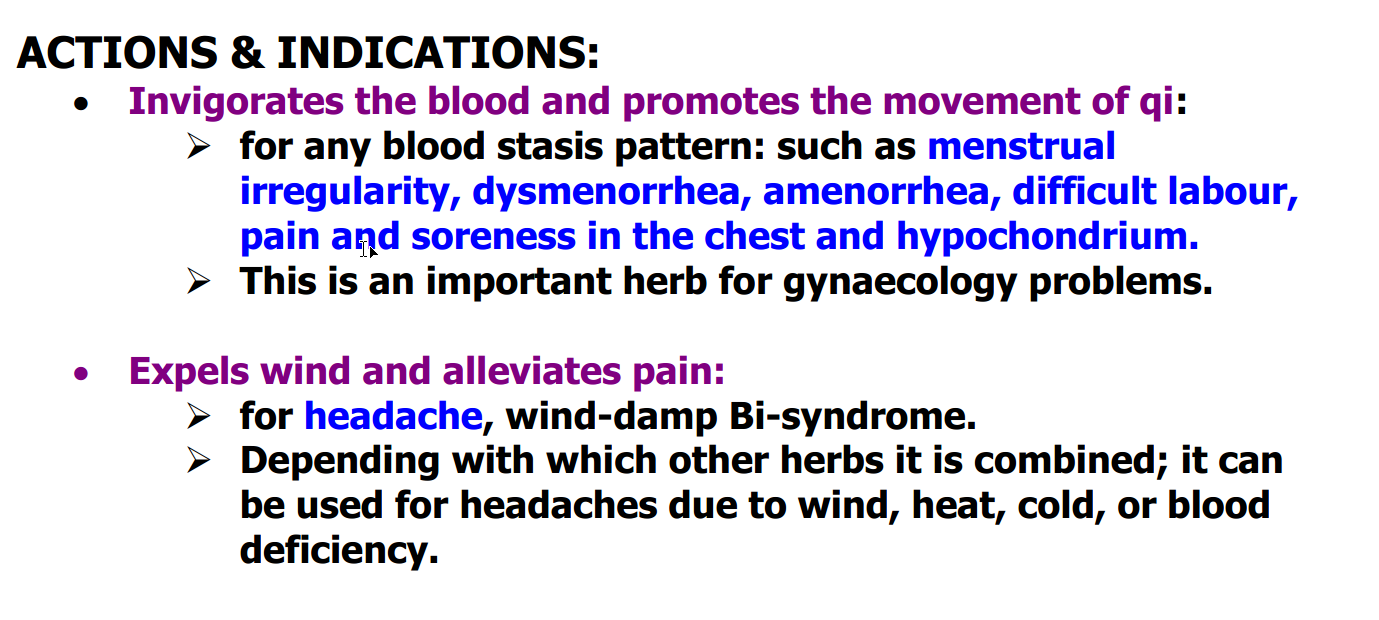 ACTIONS & INDICATIONS:
• Invigorates the blood and promotes the movement of qi:
➢ for any blood stasis pattern: such as menstrual
irregularity, dysmenorrhea, amenorrhea, difficult labour,
pain and soreness in the chest and hypochondrium.
➢ This is an important herb for gynaecology problems.
• Expels wind and alleviates pain:
➢ for headache, wind-damp Bi-syndrome.
➢ Depending with which other herbs it is combined; it can
be used for headaches due to wind, heat, cold, or blood
deficiency.